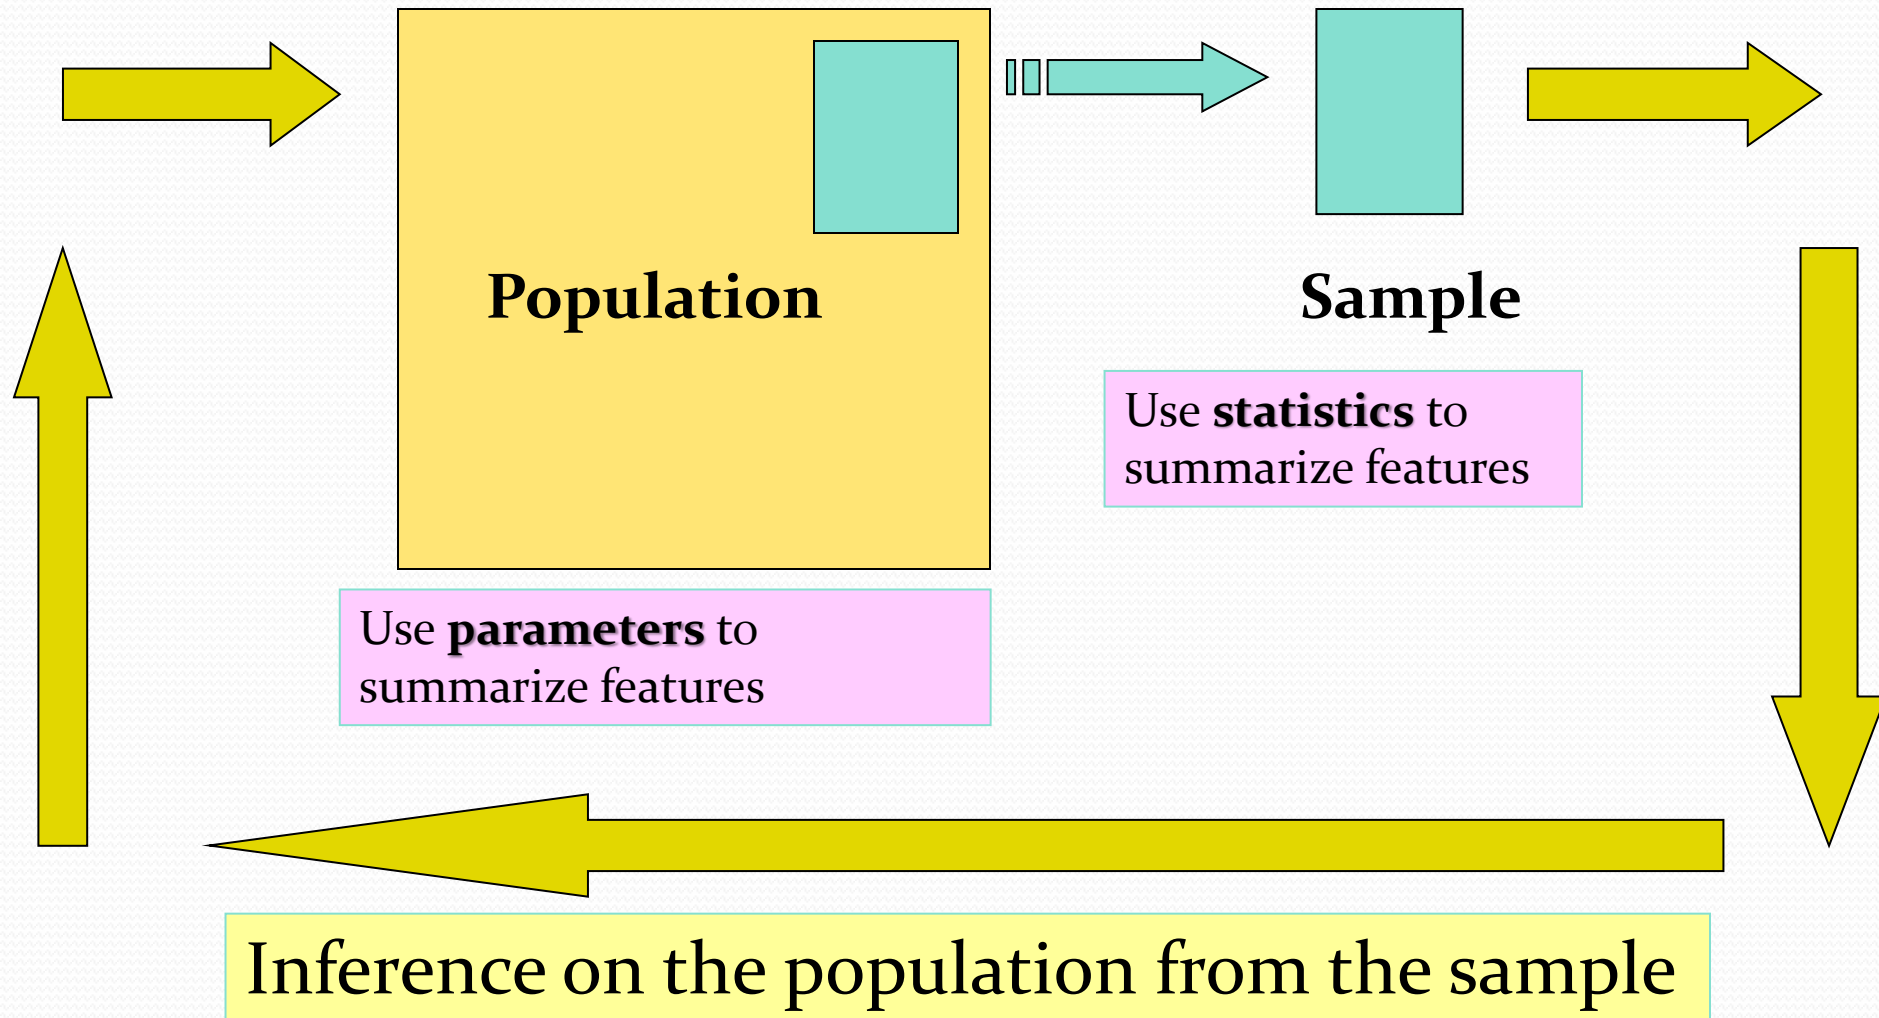 Population
Sample
Use statistics to
summarize features
Use parameters to
summarize features
Inference on the population from the sample